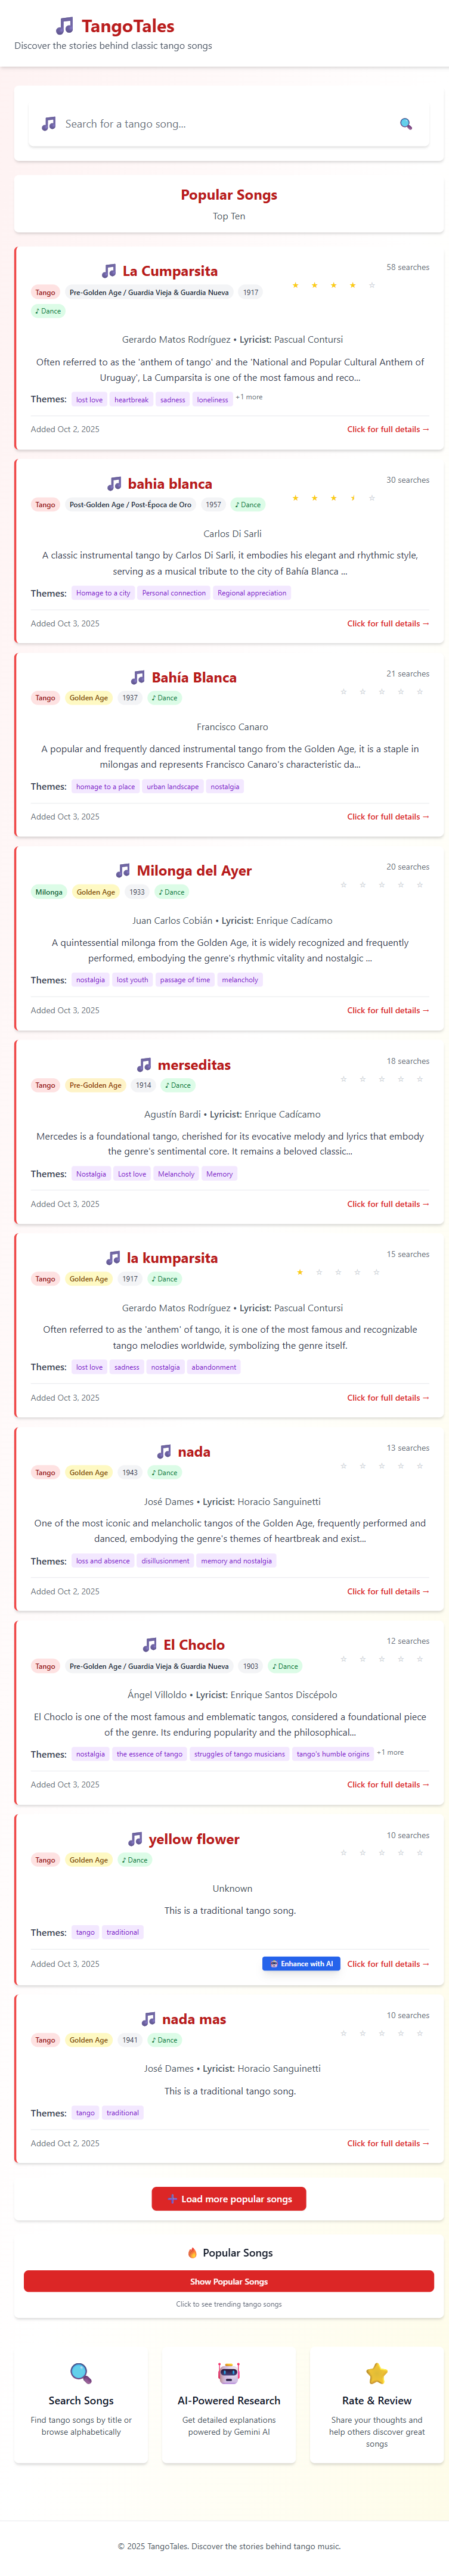 TangoTales
Discover the stories behind classic tango songs
Search for a tango song...
Popular Songs
Top Ten
La Cumparsita
58 searches
Tango Pre-Golden Age / Guardia Vieja & Guardia Nueva 1917
♪ Dance
Gerardo Matos Rodríguez • Lyricist: Pascual Contursi
Often referred to as the 'anthem of tango' and the 'National and Popular Cultural Anthem of
Uruguay', La Cumparsita is one of the most famous and reco...
Themes: lost love heartbreak sadness loneliness +1 more
Added Oct 2, 2025 Click for full details →
bahia blanca
30 searches
Tango Post-Golden Age / Post-Época de Oro 1957 ♪ Dance
Carlos Di Sarli
A classic instrumental tango by Carlos Di Sarli, it embodies his elegant and rhythmic style,
serving as a musical tribute to the city of Bahía Blanca ...
Themes: Homage to a city Personal connection Regional appreciation
Added Oct 3, 2025 Click for full details →
Bahía Blanca
21 searches
Tango Golden Age 1937 ♪ Dance
Francisco Canaro
A popular and frequently danced instrumental tango from the Golden Age, it is a staple in
milongas and represents Francisco Canaro's characteristic da...
Themes: homage to a place urban landscape nostalgia
Added Oct 3, 2025 Click for full details →
Milonga del Ayer
20 searches
Milonga Golden Age 1933 ♪ Dance
Juan Carlos Cobián • Lyricist: Enrique Cadícamo
A quintessential milonga from the Golden Age, it is widely recognized and frequently
performed, embodying the genre's rhythmic vitality and nostalgic ...
Themes: nostalgia lost youth passage of time melancholy
Added Oct 3, 2025 Click for full details →
merseditas
18 searches
Tango Pre-Golden Age 1914 ♪ Dance
Agustín Bardi • Lyricist: Enrique Cadícamo
Mercedes is a foundational tango, cherished for its evocative melody and lyrics that embody
the genre's sentimental core. It remains a beloved classic...
Themes: Nostalgia Lost love Melancholy Memory
Added Oct 3, 2025 Click for full details →
la kumparsita
15 searches
Tango Golden Age 1917 ♪ Dance
Gerardo Matos Rodríguez • Lyricist: Pascual Contursi
Often referred to as the 'anthem' of tango, it is one of the most famous and recognizable
tango melodies worldwide, symbolizing the genre itself.
Themes: lost love sadness nostalgia abandonment
Added Oct 3, 2025 Click for full details →
nada
13 searches
Tango Golden Age 1943 ♪ Dance
José Dames • Lyricist: Horacio Sanguinetti
One of the most iconic and melancholic tangos of the Golden Age, frequently performed and
danced, embodying the genre's themes of heartbreak and exist...
Themes: loss and absence disillusionment memory and nostalgia
Added Oct 2, 2025 Click for full details →
El Choclo
12 searches
Tango Pre-Golden Age / Guardia Vieja & Guardia Nueva 1903 ♪ Dance
Ángel Villoldo • Lyricist: Enrique Santos Discépolo
El Choclo is one of the most famous and emblematic tangos, considered a foundational piece
of the genre. Its enduring popularity and the philosophical...
Themes: nostalgia the essence of tango struggles of tango musicians tango's humble origins +1 more
Added Oct 3, 2025 Click for full details →
yellow flower
10 searches
Tango Golden Age ♪ Dance
Unknown
This is a traditional tango song.
Themes: tango traditional
Added Oct 3, 2025 Enhance with AI Click for full details →
nada mas
10 searches
Tango Golden Age 1941 ♪ Dance
José Dames • Lyricist: Horacio Sanguinetti
This is a traditional tango song.
Themes: tango traditional
Added Oct 2, 2025 Click for full details →
Load more popular songs
Popular Songs
Show Popular Songs
Click to see trending tango songs
Search Songs
Find tango songs by title or
browse alphabetically
AI-Powered Research
Get detailed explanations
powered by Gemini AI
Rate & Review
Share your thoughts and
help others discover great
songs
© 2025 TangoTales. Discover the stories behind tango music.